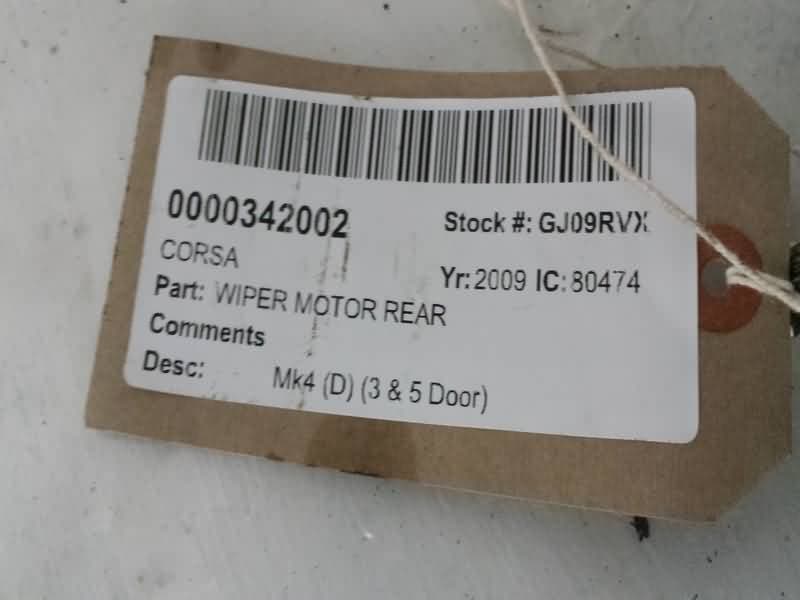 0000342002 Stock #: GJ09RVX
CORSA Yr: 2009 IC: 80474
Part: WIPER MOTOR REAR
Comments
Desc: Mk4 (D) (3 & 5 Door)